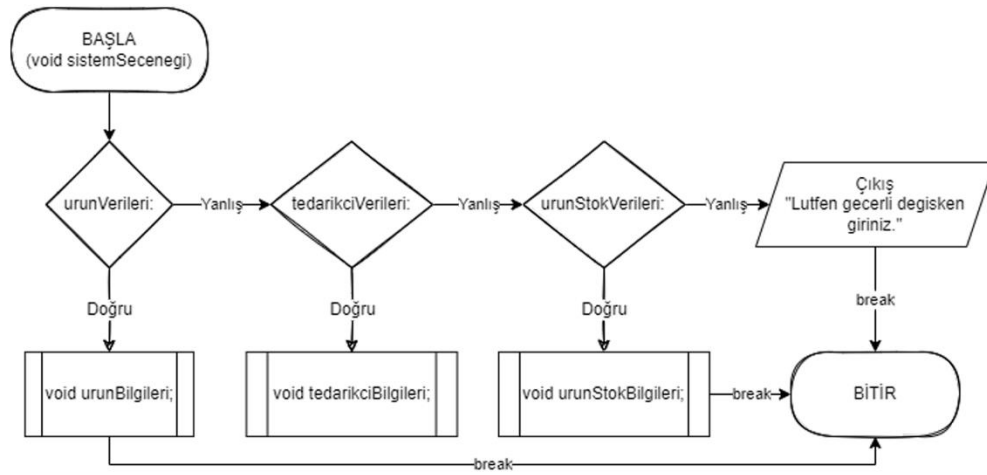 BAŞLA
(void sistemSecenegi)
urunVerileri:
Yanlış
tedarikciVerileri:
Yanlış
urunStokVerileri:
Yanlış
Çıkış
"Lutfen gecerli degisken
giriniz."
Doğru
Doğru
Doğru
break
void urunBilgileri;
void tedarikciBilgileri;
void urunStokBilgileri;
break
BİTİR
break